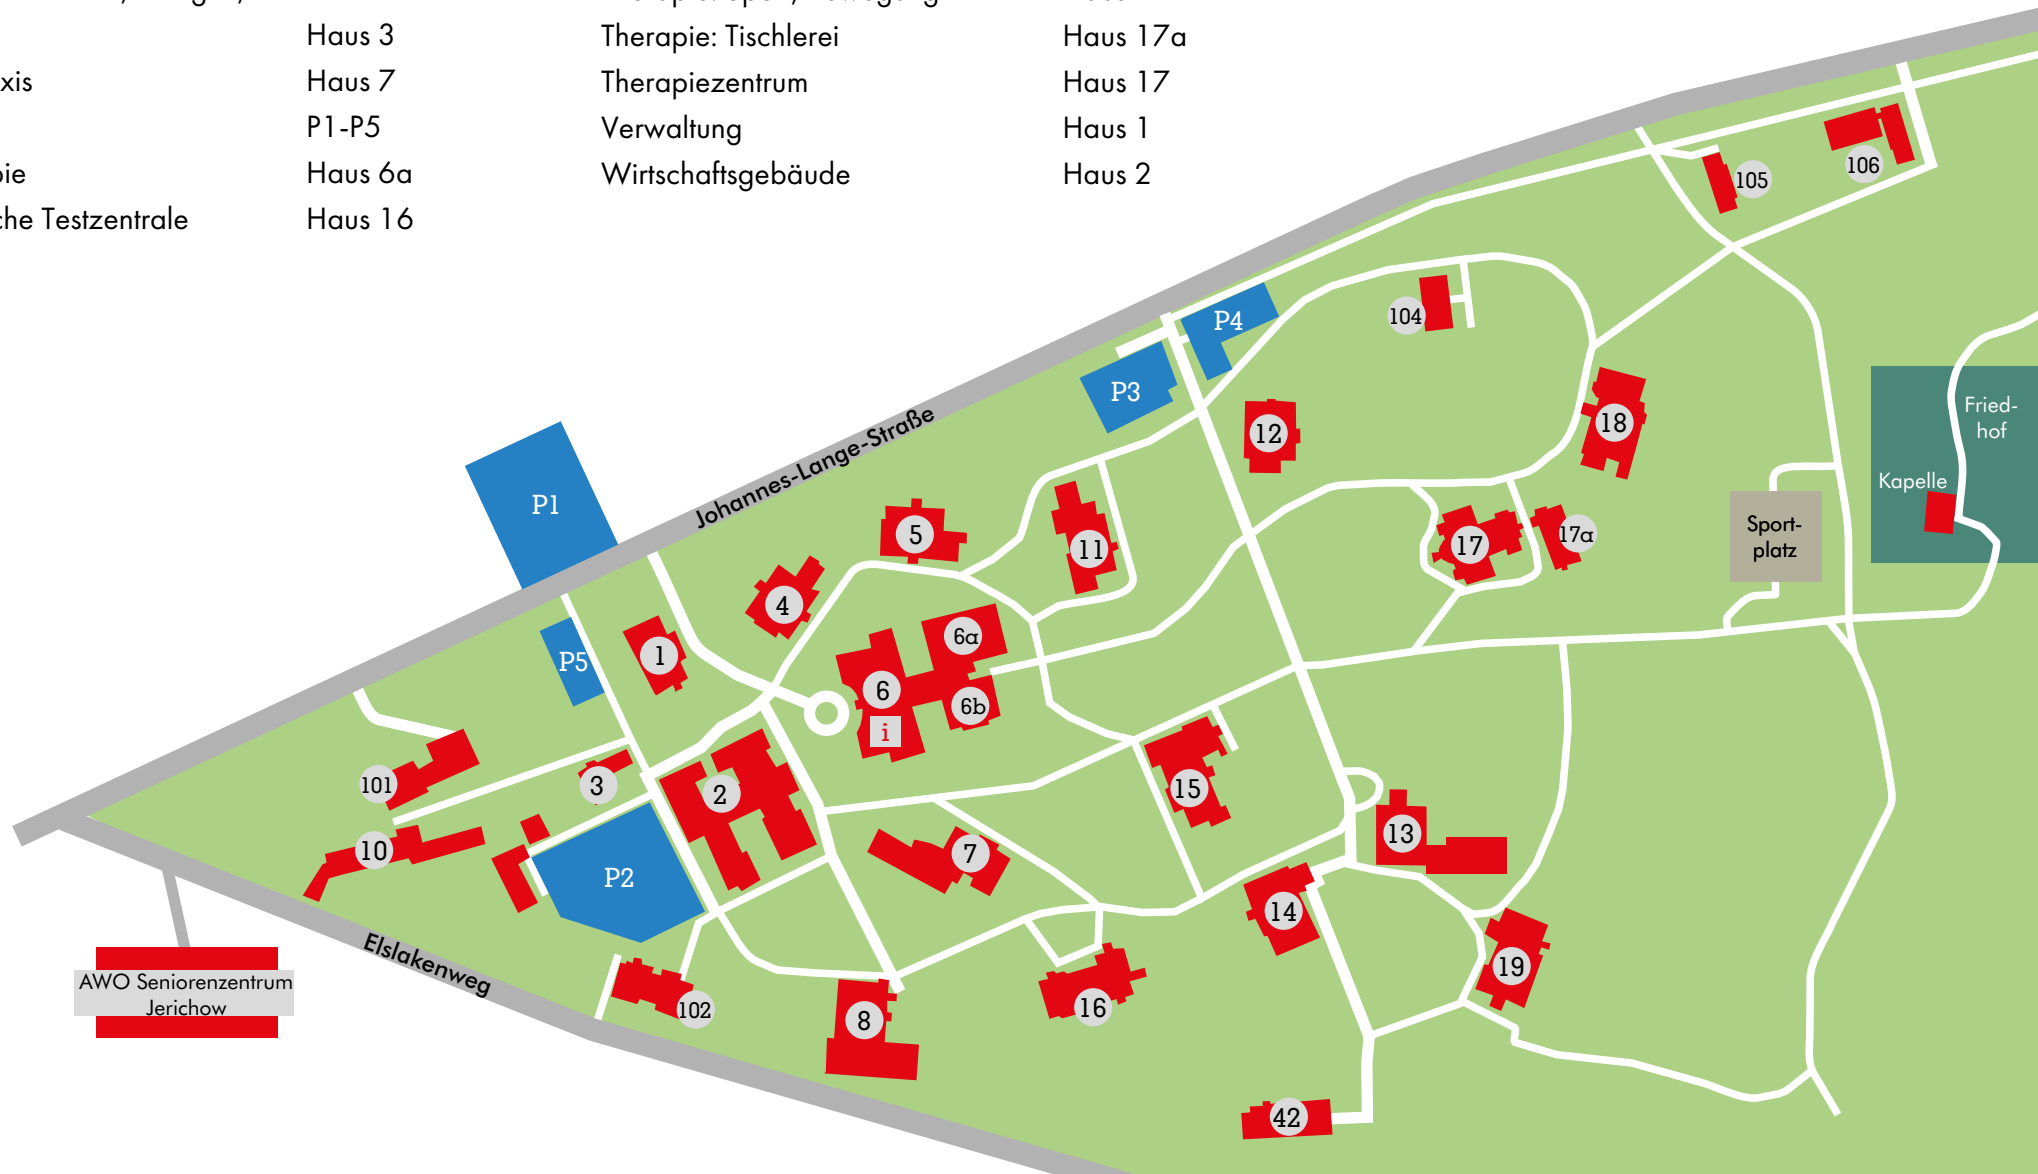 Haus 3
Therapie: Tischlerei
Haus 17a
xis
Haus 7
Therapiezentrum
Haus 17
P1-P5
Verwaltung
Haus 1
Haus 6a
Wirtschaftsgebäude
Haus 2
che Testzentrale
Haus 16
106
105
P4
104
P3
12
18
Fried-
hof
Kapelle
Johannes-Lange-Straße
P1
5
11
17
17a
Sport-
platz
4
6a
1
P5
6
6b
i
101
3
2
15
10
7
13
P2
14
Elslakenweg
19
AWO Seniorenzentrum
Jerichow
102
8
16
42